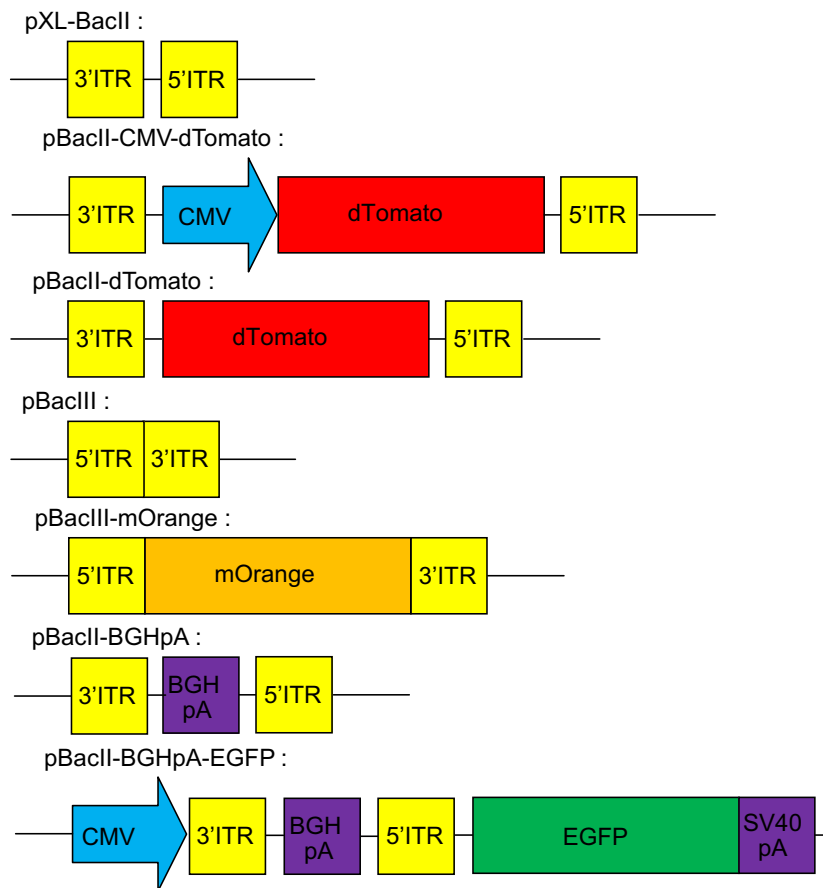 pXL-BacII :
3’ITR 5’ITR
pBacII-CMV-dTomato :
3’ITR CMV dTomato 5’ITR
pBacII-dTomato :
3’ITR dTomato 5’ITR
pBacIII :
5’ITR 3’ITR
pBacIII-mOrange :
5’ITR mOrange 3’ITR
pBacII-BGHpA :
3’ITR BGH pA 5’ITR
pBacII-BGHpA-EGFP :
CMV 3’ITR BGH pA 5’ITR EGFP SV40 pA